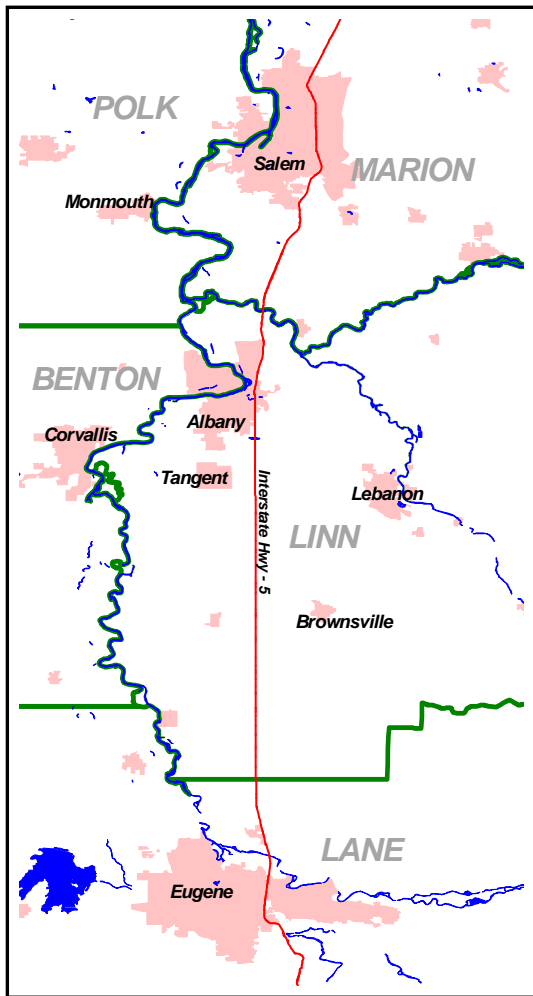 POLK
Salem
MARION
Monmouth
BENTON
Albany
Corvallis
Tangent
Interstate Hwy - 5
Lebanon
LINN
Brownsville
LANE
Eugene